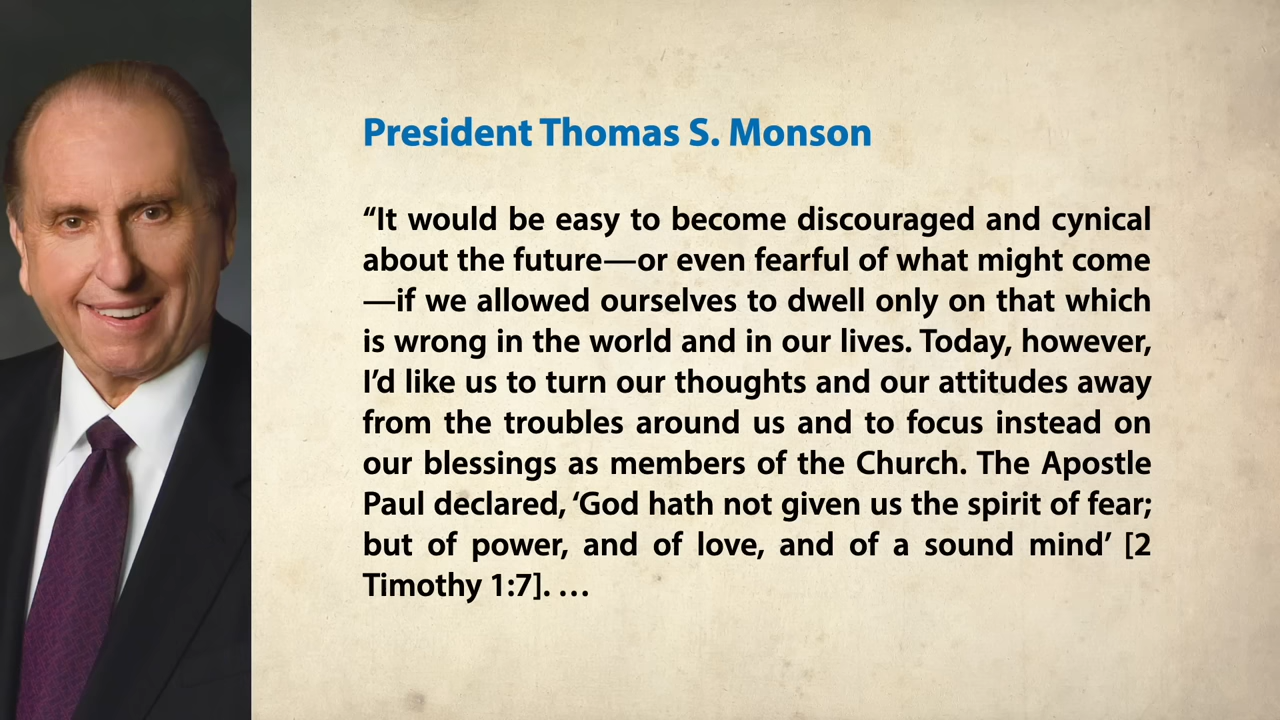 President Thomas S. Monson
“It would be easy to become discouraged and cynical
about the future—or even fearful of what might come
—if we allowed ourselves to dwell only on that which
is wrong in the world and in our lives. Today, however,
I’d like us to turn our thoughts and our attitudes away
from the troubles around us and to focus instead on
our blessings as members of the Church. The Apostle
Paul declared, ‘God hath not given us the spirit of fear;
but of power, and of love, and of a sound mind’ [2
Timothy 1:7]. …